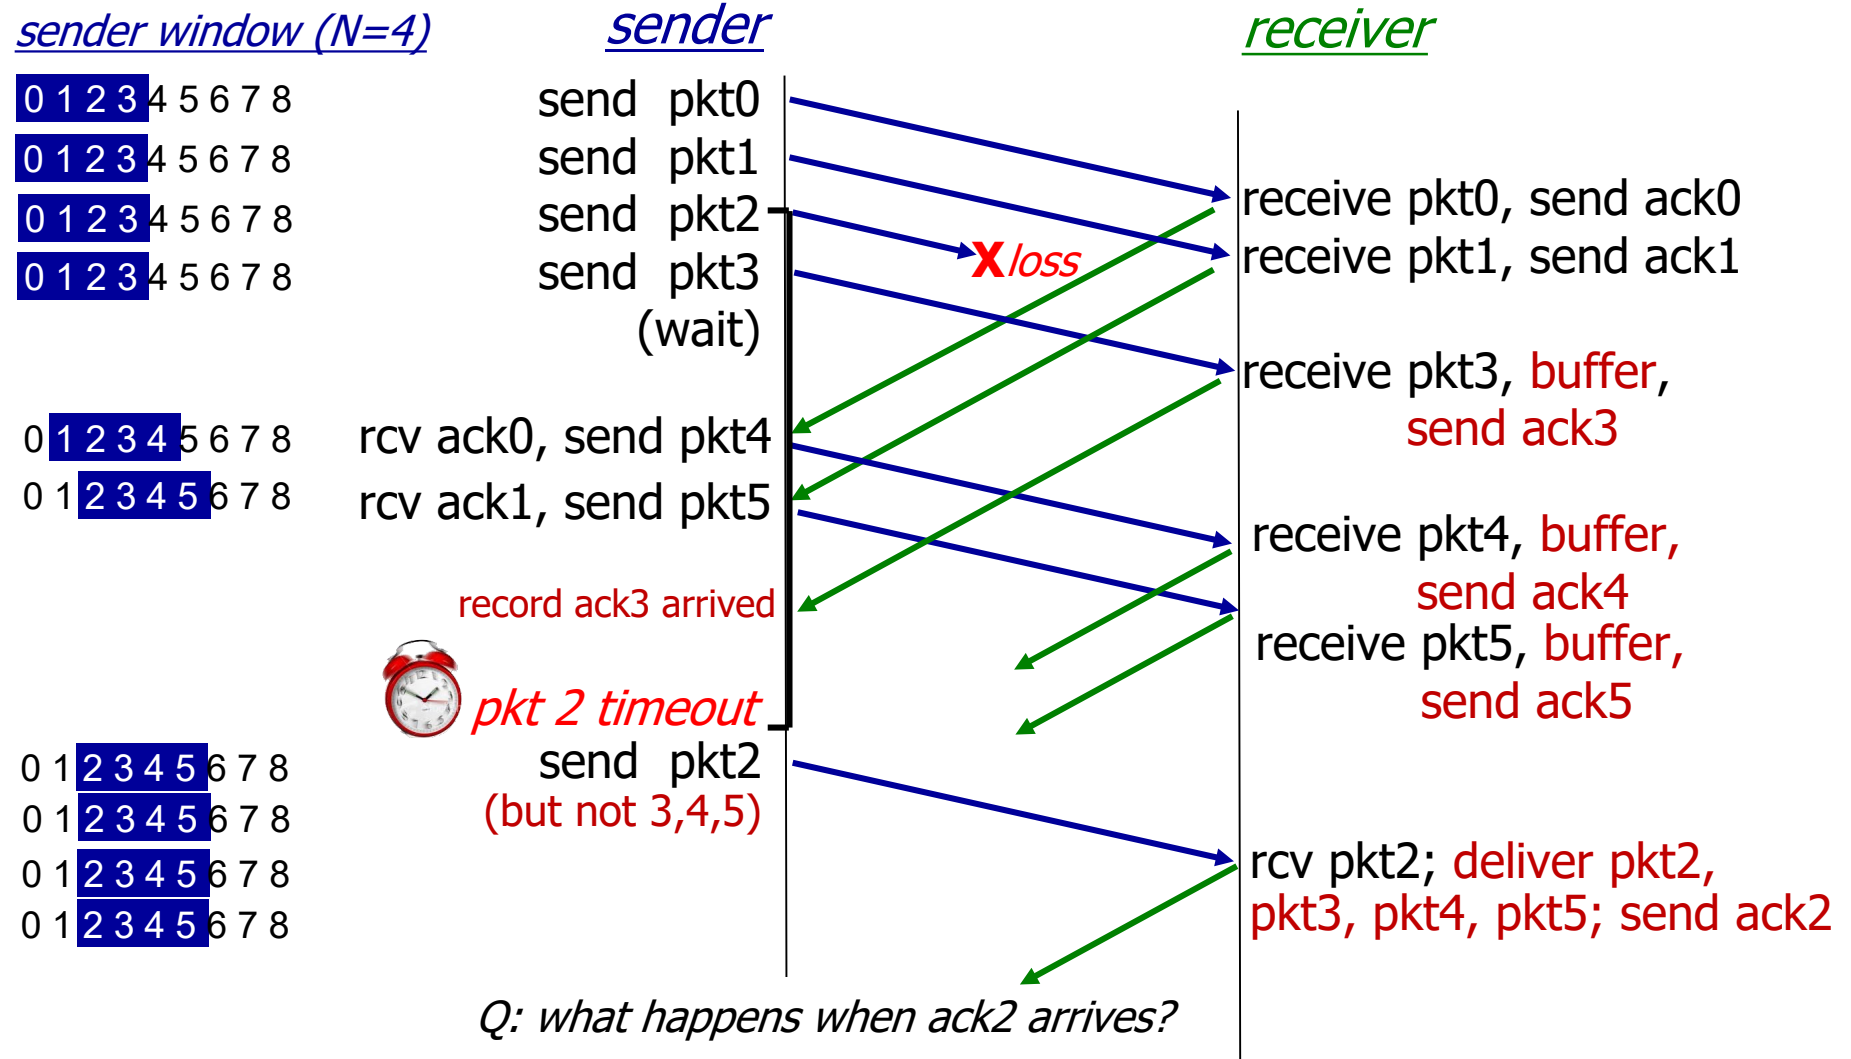 sender window (N=4)
sender
receiver
0 1 2 3 4 5 6 7 8
send pkt0
0 1 2 3 4 5 6 7 8
send pkt1
0 1 2 3 4 5 6 7 8
send pkt2
0 1 2 3 4 5 6 7 8
send pkt3
(wait)
X loss
receive pkt0, send ack0
receive pkt1, send ack1
receive pkt3, buffer,
send ack3
0 1 2 3 4 5 6 7 8
rcv ack0, send pkt4
0 1 2 3 4 5 6 7 8
rcv ack1, send pkt5
receive pkt4, buffer,
send ack4
record ack3 arrived
receive pkt5, buffer,
send ack5
pkt 2 timeout
0 1 2 3 4 5 6 7 8
send pkt2
0 1 2 3 4 5 6 7 8
(but not 3,4,5)
0 1 2 3 4 5 6 7 8
0 1 2 3 4 5 6 7 8
rcv pkt2; deliver pkt2,
pkt3, pkt4, pkt5; send ack2
Q: what happens when ack2 arrives?